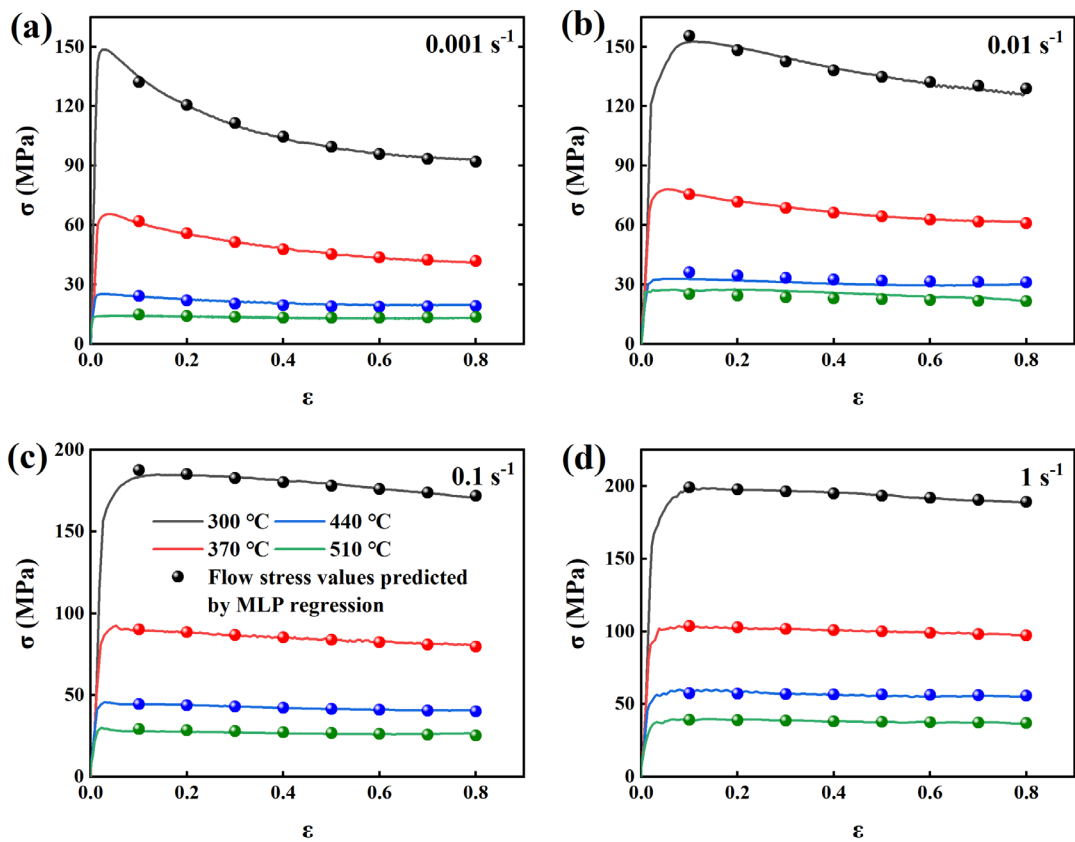 (a)
0.001 s⁻¹
150
120
90
60
30
0
σ (MPa)
0.0 0.2 0.4 0.6 0.8
ε
(b)
0.01 s⁻¹
150
120
90
60
30
0
σ (MPa)
0.0 0.2 0.4 0.6 0.8
ε
(c)
0.1 s⁻¹
200
150
100
50
0
σ (MPa)
300 °C 440 °C
370 °C 510 °C
Flow stress values predicted
by MLP regression
0.0 0.2 0.4 0.6 0.8
ε
(d)
1 s⁻¹
200
150
100
50
0
σ (MPa)
0.0 0.2 0.4 0.6 0.8
ε